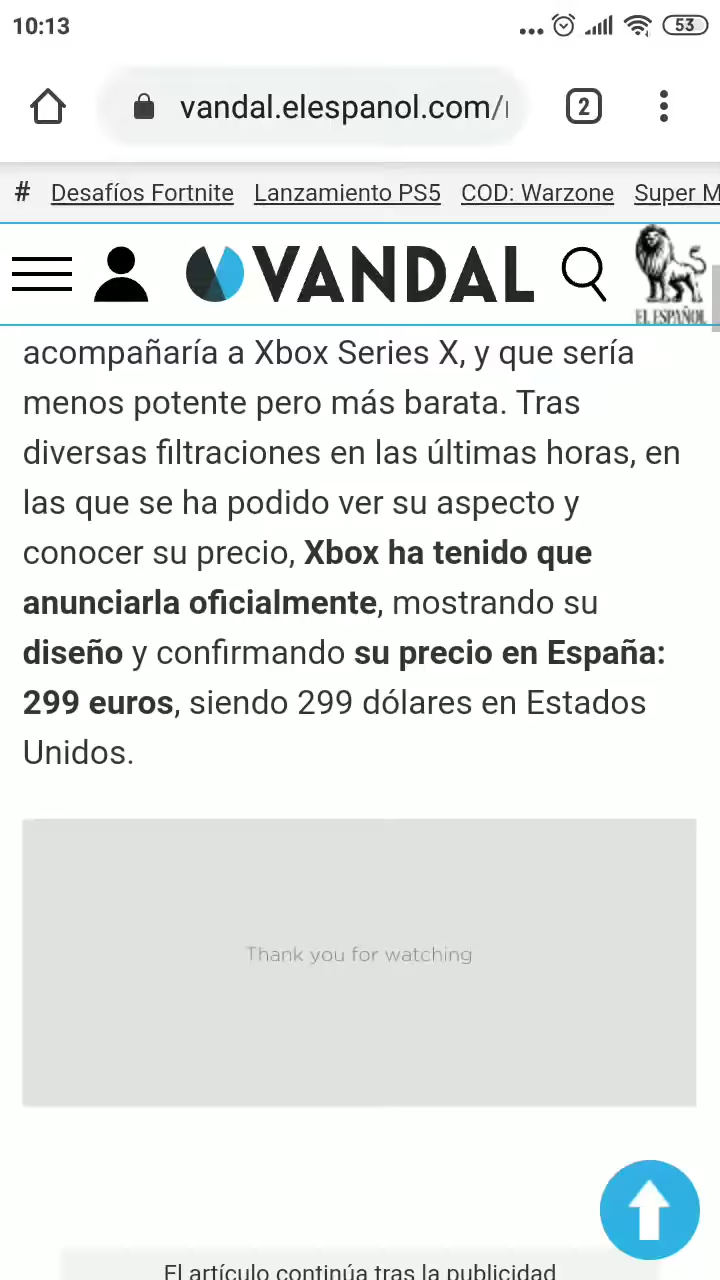 10:13
53
vandal.elespanol.com/
2
# Desafíos Fortnite Lanzamiento PS5 COD: Warzone Super M
VANDAL
EL ESPAÑOL
acompañaría a Xbox Series X, y que sería
menos potente pero más barata. Tras
diversas filtraciones en las últimas horas, en
las que se ha podido ver su aspecto y
conocer su precio, Xbox ha tenido que
anunciarla oficialmente, mostrando su
diseño y confirmando su precio en España:
299 euros, siendo 299 dólares en Estados
Unidos.
Thank you for watching
El artículo continúa tras la publicidad